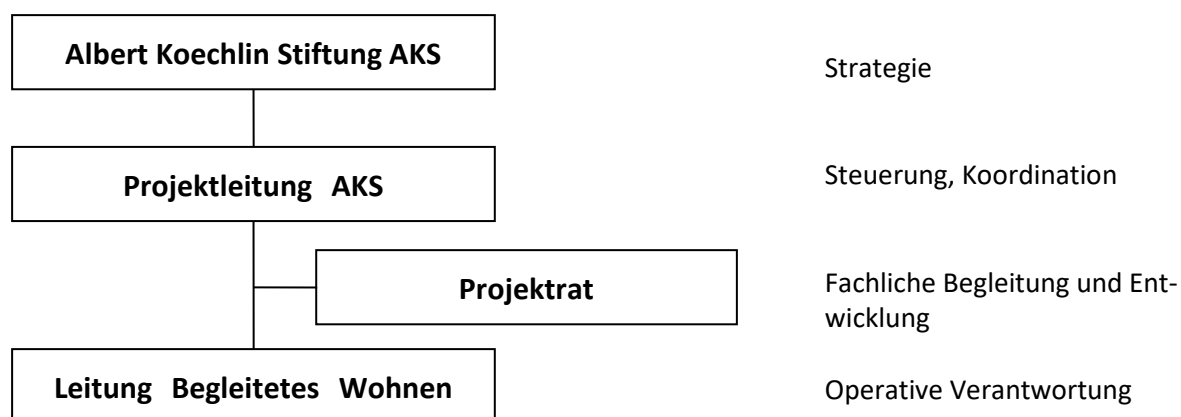 Albert Koechlin Stiftung AKS
Strategie
Projektleitung AKS
Steuerung, Koordination
Projektrat
Fachliche Begleitung und Ent-
wicklung
Leitung Begleitetes Wohnen
Operative Verantwortung